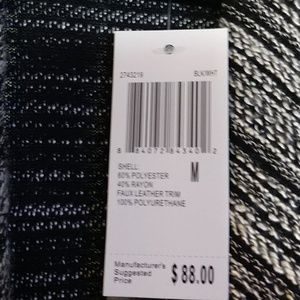 2743219 BLK/WHT
8 84072 84340 2
SHELL: M
60% POLYESTER
40% RAYON
FAUX LEATHER TRIM
100% POLYURETHANE
Manufacturer's
Suggested
Price
$ 88.00